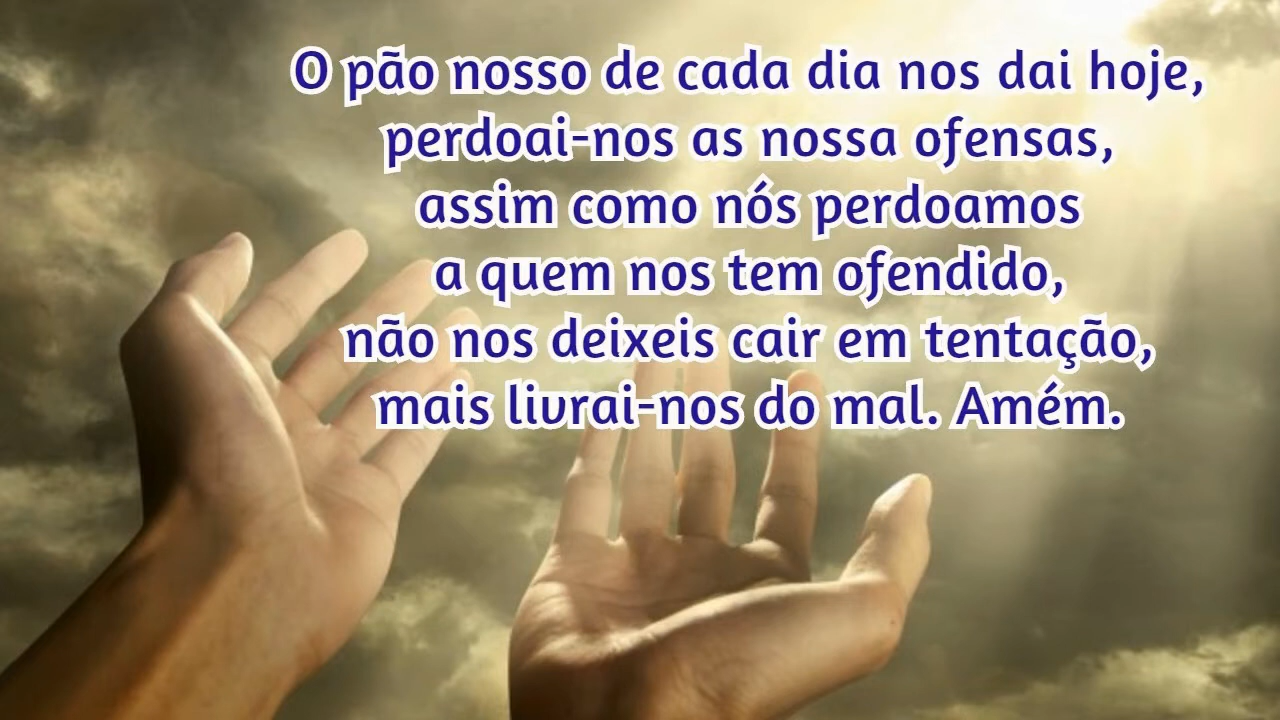 O pão nosso de cada dia nos dai hoje,
perdoai-nos as nossa ofensas,
assim como nós perdoamos
a quem nos tem ofendido,
não nos deixeis cair em tentação,
mais livrai-nos do mal. Amém.